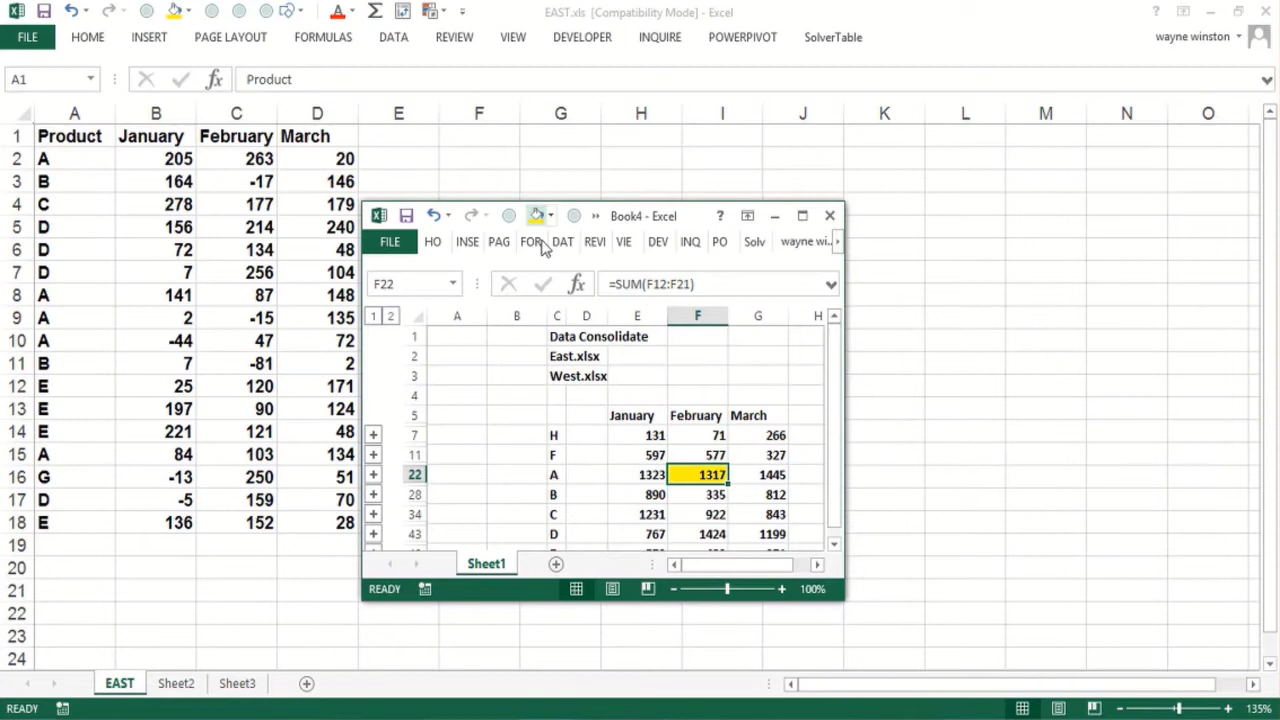 EAST.xls [Compatibility Mode] - Excel
FILE HOME INSERT PAGE LAYOUT FORMULAS DATA REVIEW VIEW DEVELOPER INQUIRE POWERPIVOT SolverTable wayne winston
A1 fx Product
A B C D E F G H I J K L M N O
1 Product January February March
2 A 205 263 20
3 B 164 -17 146
4 C 278 177 179
5 D 156 214 240
6 D 72 134 48
7 D 7 256 104
8 A 141 87 148
9 A 2 -15 135
10 A -44 47 72
11 B 7 -81 2
12 E 25 120 171
13 E 197 90 124
14 E 221 121 48
15 A 84 103 134
16 G -13 250 51
17 D -5 159 70
18 E 136 152 28
19
20
21
22
23
24
Book4 - Excel
FILE HO INSE PAG FOR DAT REVI VIE DEV INQ PO Solv wayne wi...
F22 fx =SUM(F12:F21)
1 2 A B C D E F G H
1 Data Consolidate
2 East.xlsx
3 West.xlsx
4
5 January February March
7 H 131 71 266
11 F 597 577 327
22 A 1323 1317 1445
28 B 890 335 812
34 C 1231 922 843
43 D 767 1424 1199
Sheet1
READY 100%
EAST Sheet2 Sheet3
READY 135%